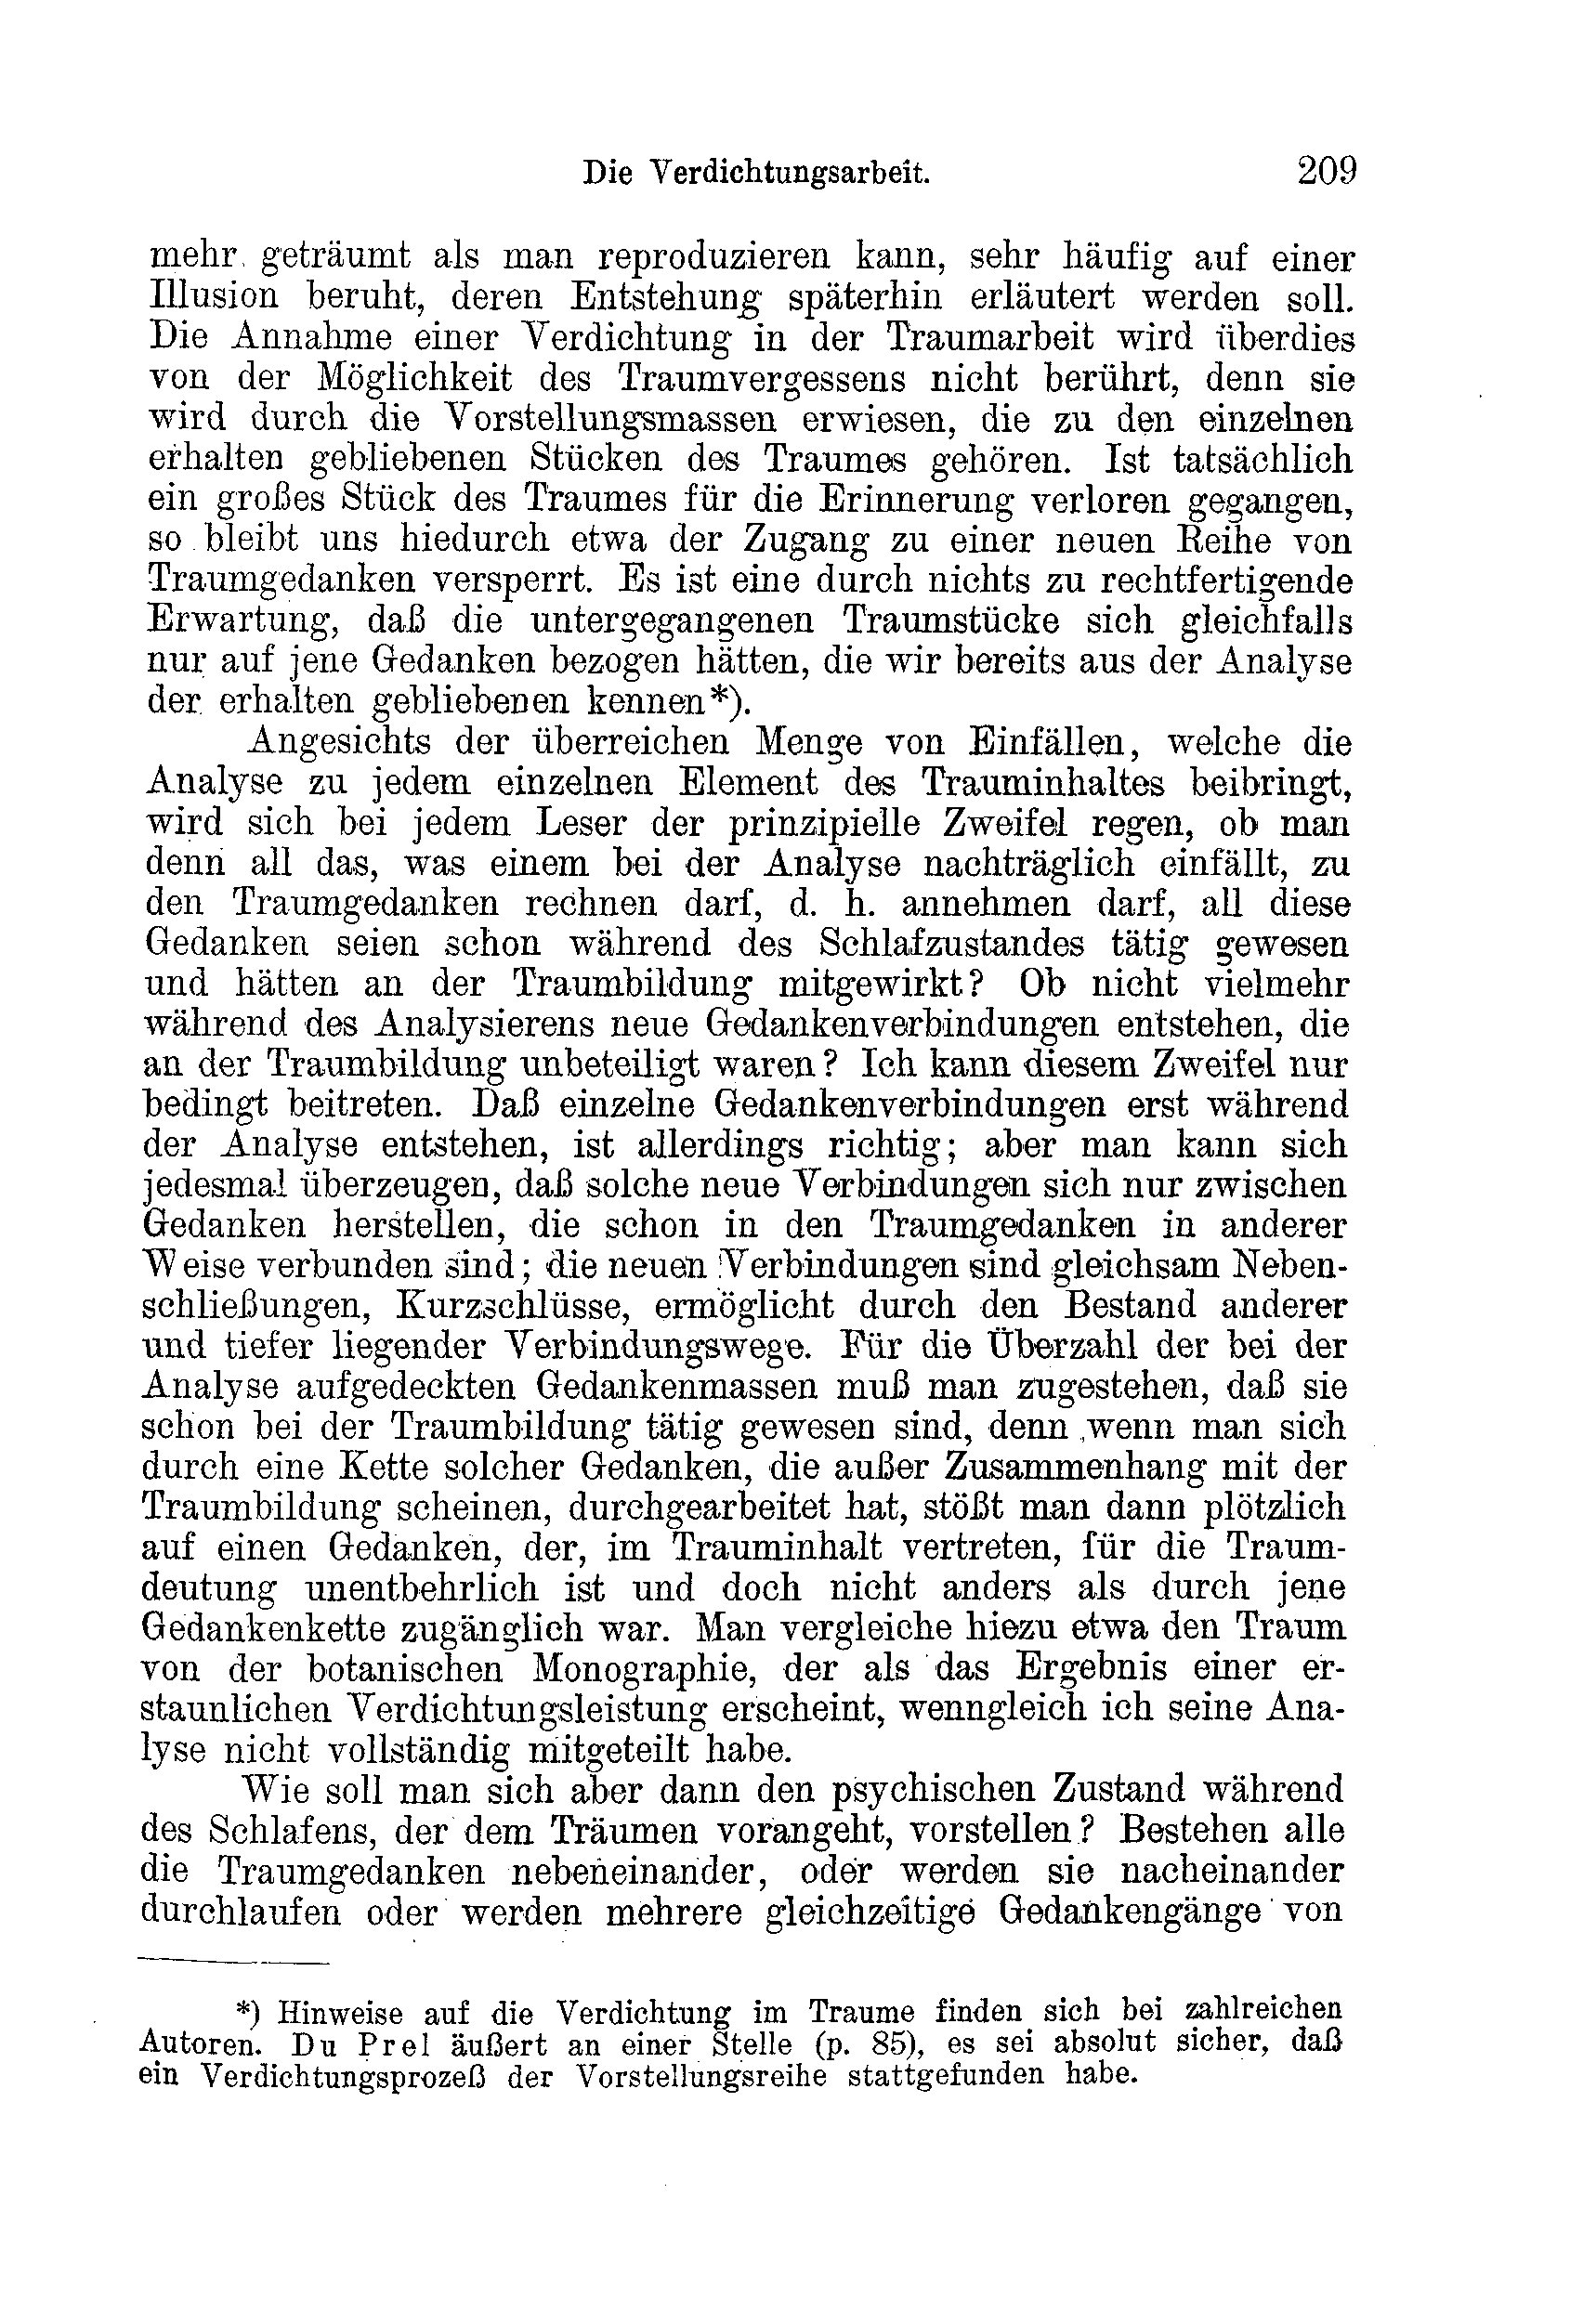 Die Verdichtungsarbeit. 209
mehr geträumt als man reproduzieren kann, sehr häufig auf einer
Illusion beruht, deren Entstehung späterhin erläutert werden soll.
Die Annahme einer Verdichtung in der Traumarbeit wird überdies
von der Möglichkeit des Traumvergessens nicht berührt, denn sie
wird durch die Vorstellungsmassen erwiesen, die zu den einzelnen
erhalten gebliebenen Stücken des Traumes gehören. Ist tatsächlich
ein großes Stück des Traumes für die Erinnerung verloren gegangen,
so bleibt uns hiedurch etwa der Zugang zu einer neuen Reihe von
Traumgedanken versperrt. Es ist eine durch nichts zu rechtfertigende
Erwartung, daß die untergegangenen Traumstücke sich gleichfalls
nur auf jene Gedanken bezogen hätten, die wir bereits aus der Analyse
der erhalten gebliebenen kennen*).
Angesichts der überreichen Menge von Einfällen, welche die
Analyse zu jedem einzelnen Element des Trauminhaltes beibringt,
wird sich bei jedem Leser der prinzipielle Zweifel regen, ob man
denn all das, was einem bei der Analyse nachträglich einfällt, zu
den Traumgedanken rechnen darf, d. h. annehmen darf, all diese
Gedanken seien schon während des Schlafzustandes tätig gewesen
und hätten an der Traumbildung mitgewirkt? Ob nicht vielmehr
während des Analysierens neue Gedankenverbindungen entstehen, die
an der Traumbildung unbeteiligt waren? Ich kann diesem Zweifel nur
bedingt beitreten. Daß einzelne Gedankenverbindungen erst während
der Analyse entstehen, ist allerdings richtig; aber man kann sich
jedesmal überzeugen, daß solche neue Verbindungen sich nur zwischen
Gedanken herstellen, die schon in den Traumgedanken in anderer
Weise verbunden sind; die neuen Verbindungen sind gleichsam Neben-
schließungen, Kurzschlüsse, ermöglicht durch den Bestand anderer
und tiefer liegender Verbindungswege. Für die Überzahl der bei der
Analyse aufgedeckten Gedankenmassen muß man zugestehen, daß sie
schon bei der Traumbildung tätig gewesen sind, denn wenn man sich
durch eine Kette solcher Gedanken, die außer Zusammenhang mit der
Traumbildung scheinen, durchgearbeitet hat, stößt man dann plötzlich
auf einen Gedanken, der, im Trauminhalt vertreten, für die Traum-
deutung unentbehrlich ist und doch nicht anders als durch jene
Gedankenkette zugänglich war. Man vergleiche hiezu etwa den Traum
von der botanischen Monographie, der als das Ergebnis einer er-
staunlichen Verdichtungsleistung erscheint, wenngleich ich seine Ana-
lyse nicht vollständig mitgeteilt habe.
Wie soll man sich aber dann den psychischen Zustand während
des Schlafens, der dem Träumen vorangeht, vorstellen? Bestehen alle
die Traumgedanken nebeneinander, oder werden sie nacheinander
durchlaufen oder werden mehrere gleichzeitige Gedankengänge von
*) Hinweise auf die Verdichtung im Traume finden sich bei zahlreichen
Autoren. Du Prel äußert an einer Stelle (p. 85), es sei absolut sicher, daß
ein Verdichtungsprozeß der Vorstellungsreihe stattgefunden habe.